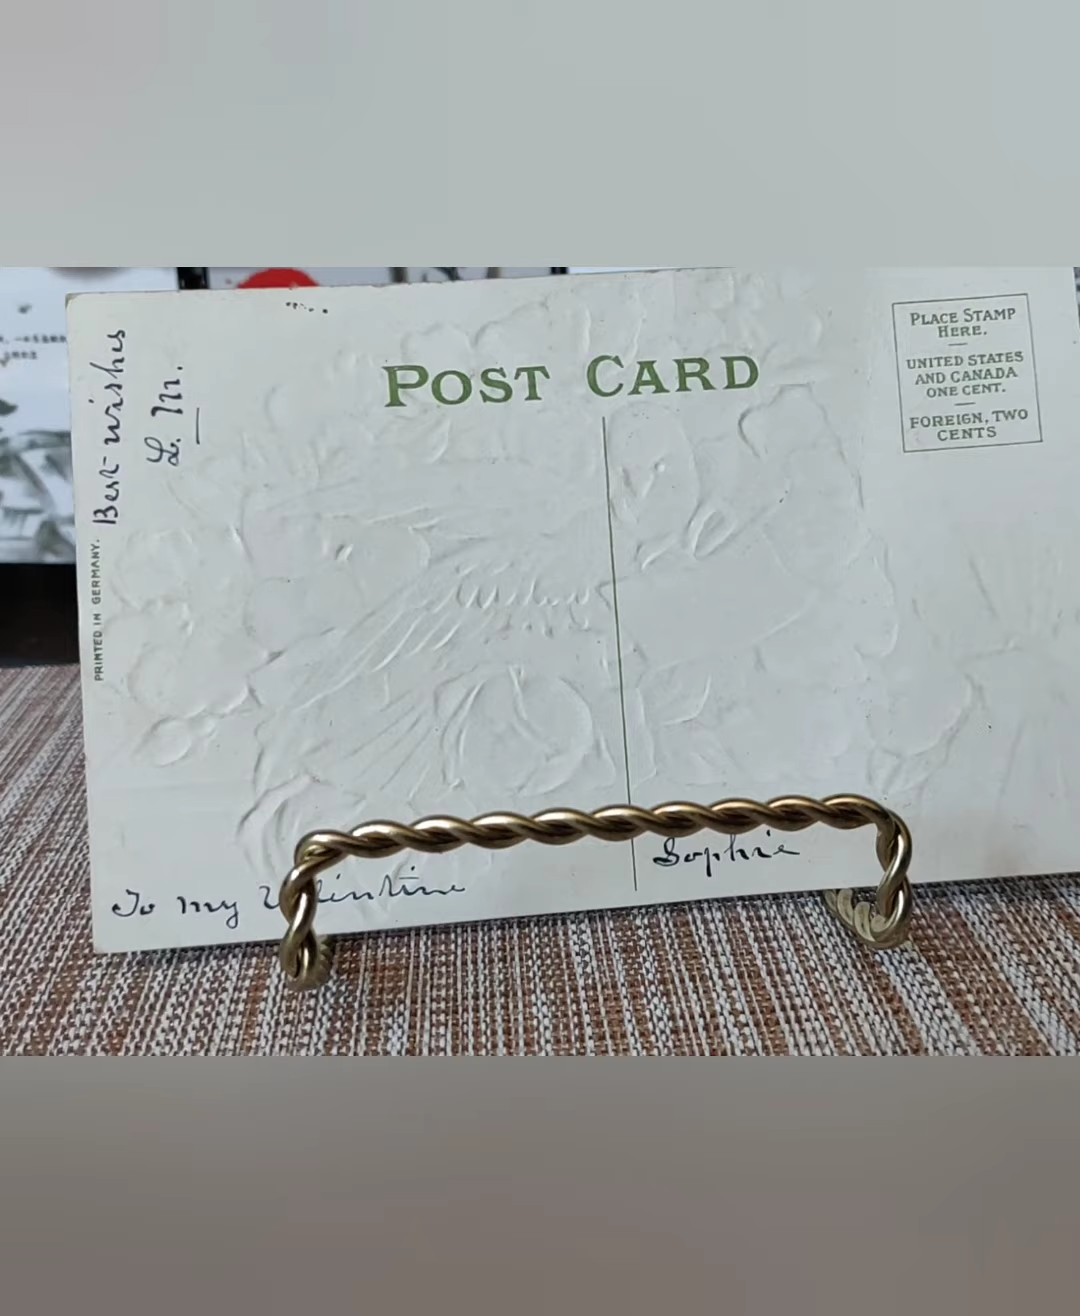 POST CARD
PLACE STAMP
HERE.
UNITED STATES
AND CANADA
ONE CENT.
FOREIGN, TWO
CENTS
PRINTED IN GERMANY.
Best wishes
L. M.
To my Valentine
Sophie